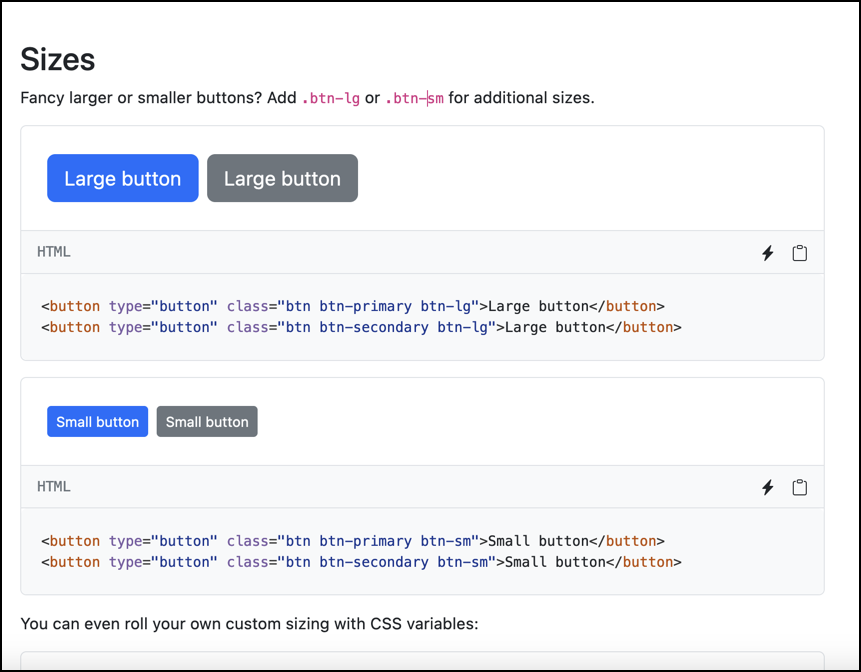 Sizes
Fancy larger or smaller buttons? Add .btn-lg or .btn-sm for additional sizes.
Large button Large button
HTML
<button type="button" class="btn btn-primary btn-lg">Large button</button>
<button type="button" class="btn btn-secondary btn-lg">Large button</button>
Small button Small button
HTML
<button type="button" class="btn btn-primary btn-sm">Small button</button>
<button type="button" class="btn btn-secondary btn-sm">Small button</button>
You can even roll your own custom sizing with CSS variables: